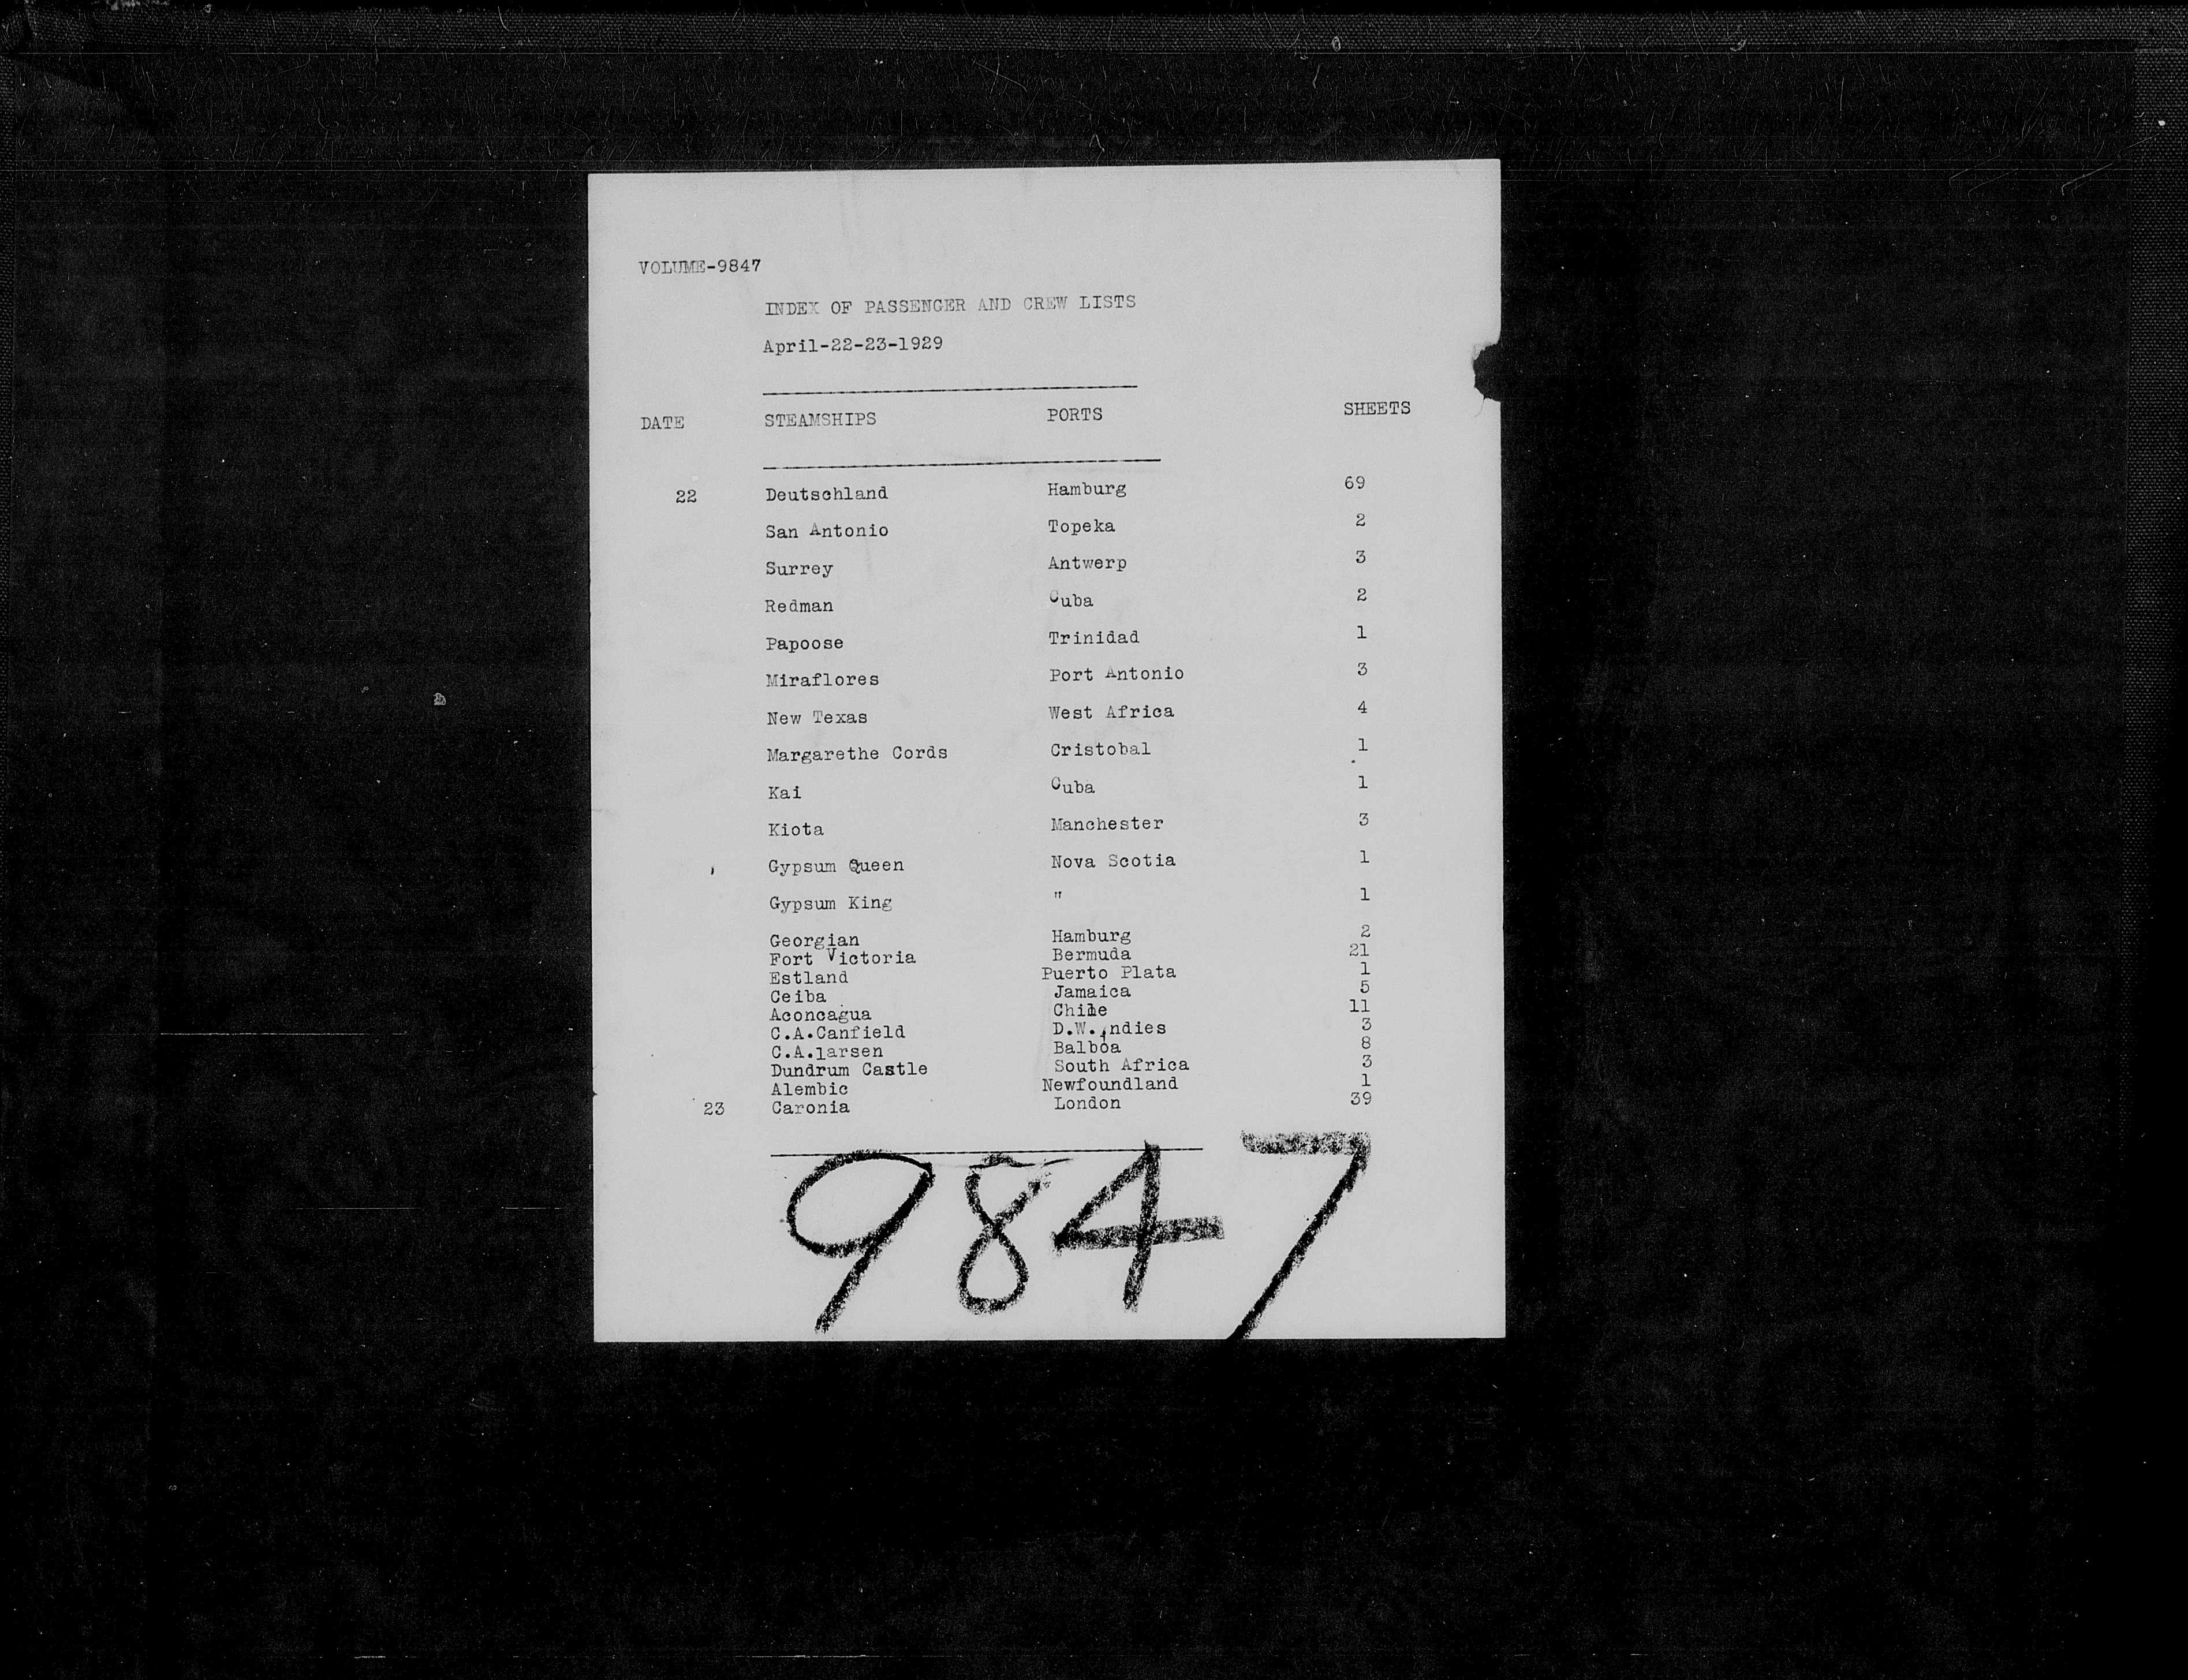 VOLUME-9847
INDEX OF PASSENGER AND CREW LISTS
April-22-23-1929
DATE STEAMSHIPS PORTS SHEETS
22 Deutschland Hamburg 69
San Antonio Topeka 2
Surrey Antwerp 3
Redman Cuba 2
Papoose Trinidad 1
Miraflores Port Antonio 3
New Texas West Africa 4
Margarethe Cords Cristobal 1
Kai Cuba 1
Kiota Manchester 3
Gypsum Queen Nova Scotia 1
Gypsum King " 1
Georgian Hamburg 2
Fort Victoria Bermuda 21
Estland Puerto Plata 1
Ceiba Jamaica 5
Aconcagua Chile 11
C.A.Canfield D.W.Indies 3
C.A.larsen Balboa 8
Dundrum Castle South Africa 3
Alembic Newfoundland 1
23 Caronia London 39
9847